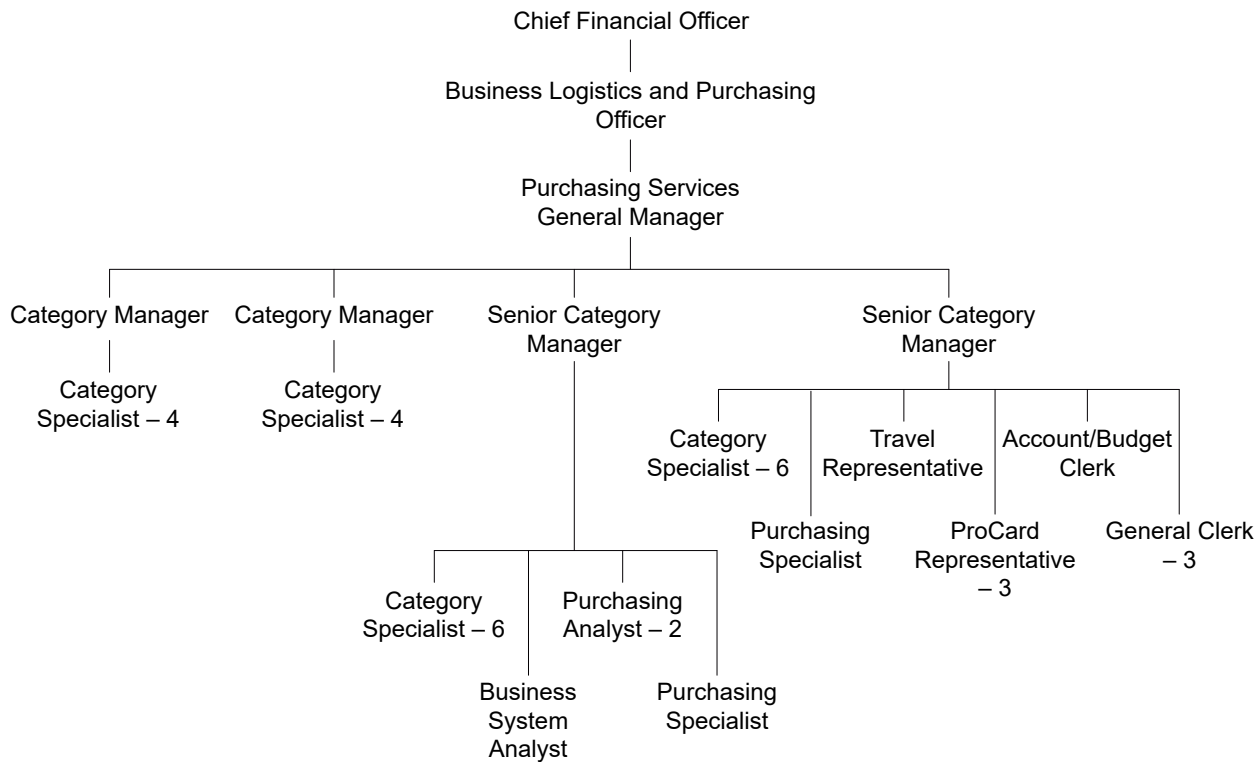 Chief Financial Officer
Business Logistics and Purchasing
Officer
Purchasing Services
General Manager
Category Manager
Category
Specialist – 4
Category Manager
Category
Specialist – 4
Senior Category
Manager
Category
Specialist – 6
Business
System
Analyst
Purchasing
Analyst – 2
Purchasing
Specialist
Senior Category
Manager
Category
Specialist – 6
Purchasing
Specialist
Travel
Representative
ProCard
Representative
– 3
Account/Budget
Clerk
General Clerk
– 3